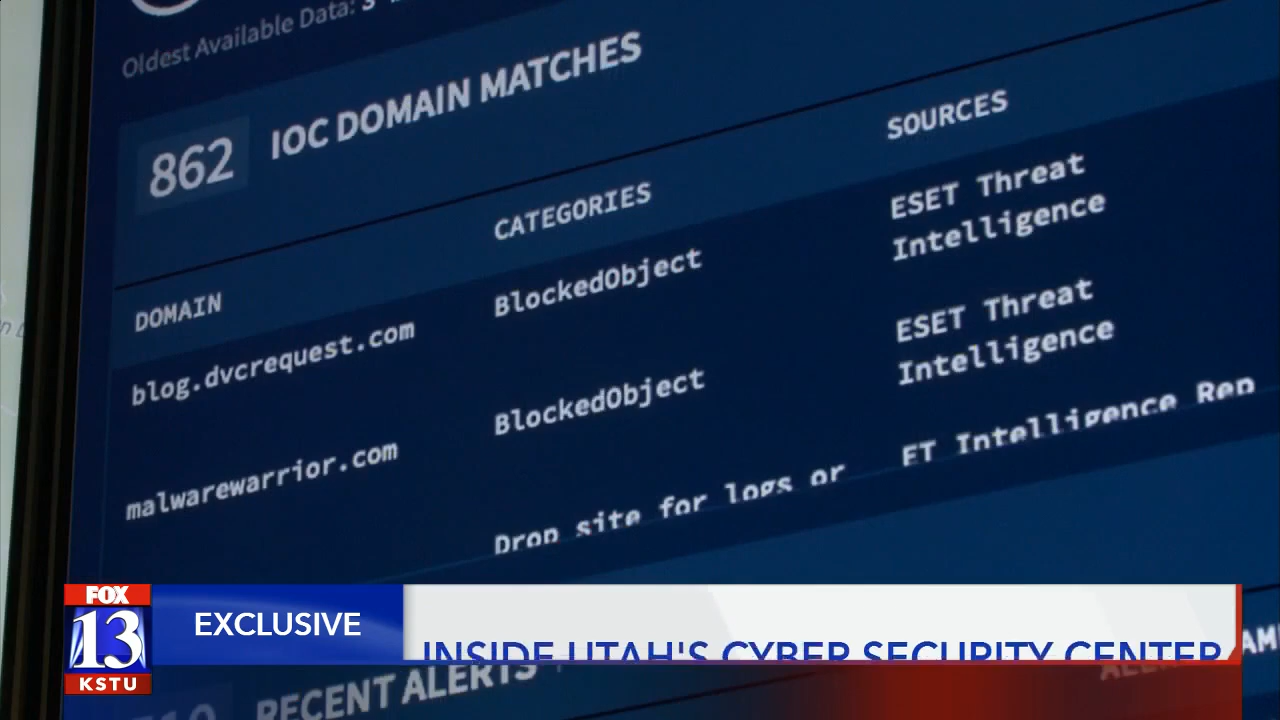 Oldest Available Data:
862 IOC DOMAIN MATCHES
DOMAIN CATEGORIES SOURCES
blog.dvcrequest.com BlockedObject ESET Threat
Intelligence
malwarewarrior.com BlockedObject ESET Threat
Intelligence
Drop site for logs or ET Intelligence Rep
FOX
13
KSTU
EXCLUSIVE
INSIDE UTAH'S CYBER SECURITY CENTER
RECENT ALERTS